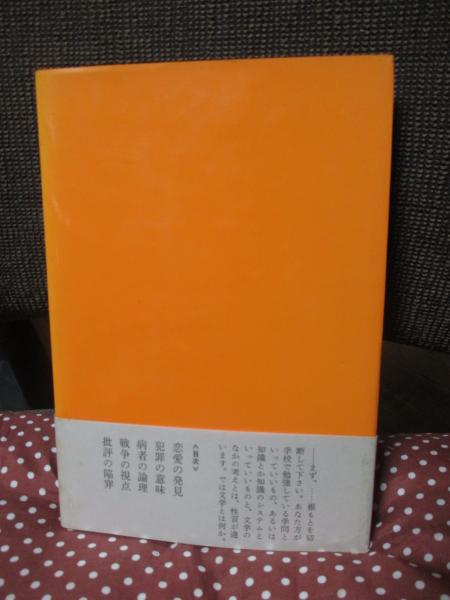 ――まず、……根もとを切
断して下さい。あなた方が
学校で勉強している学問と
いっていいもの、あるいは
知識とか知識のシステムと
いっていいものと、文学の
なかの考えとは、性質が違
います。では文学とは何か。
〈目次〉
恋愛の発見
犯罪の意味
病者の論理
戦争の視点
批評の陥穽